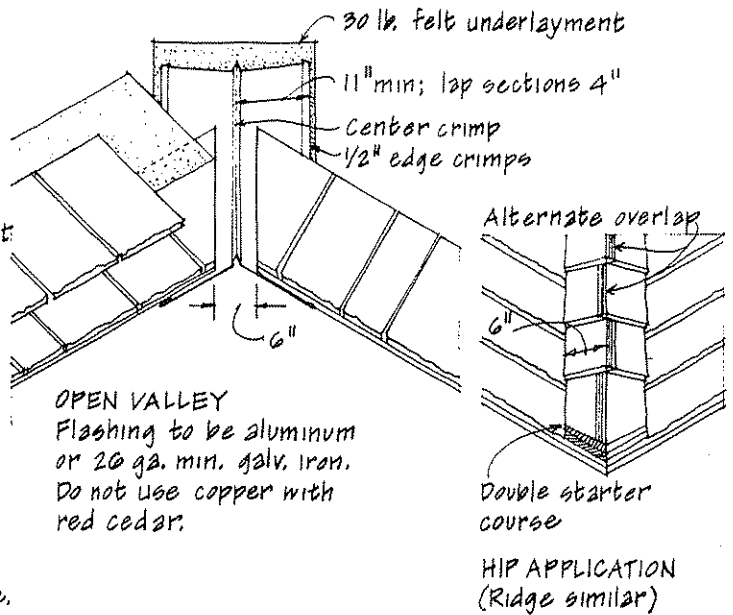 30 lb. felt underlayment
11" min; lap sections 4"
Center crimp
1/2" edge crimps
Alternate overlap
6"
6"
OPEN VALLEY
Flashing to be aluminum
or 26 ga. min. galv. iron.
Do not use copper with
red cedar.
Double starter
course
HIP APPLICATION
(Ridge similar)